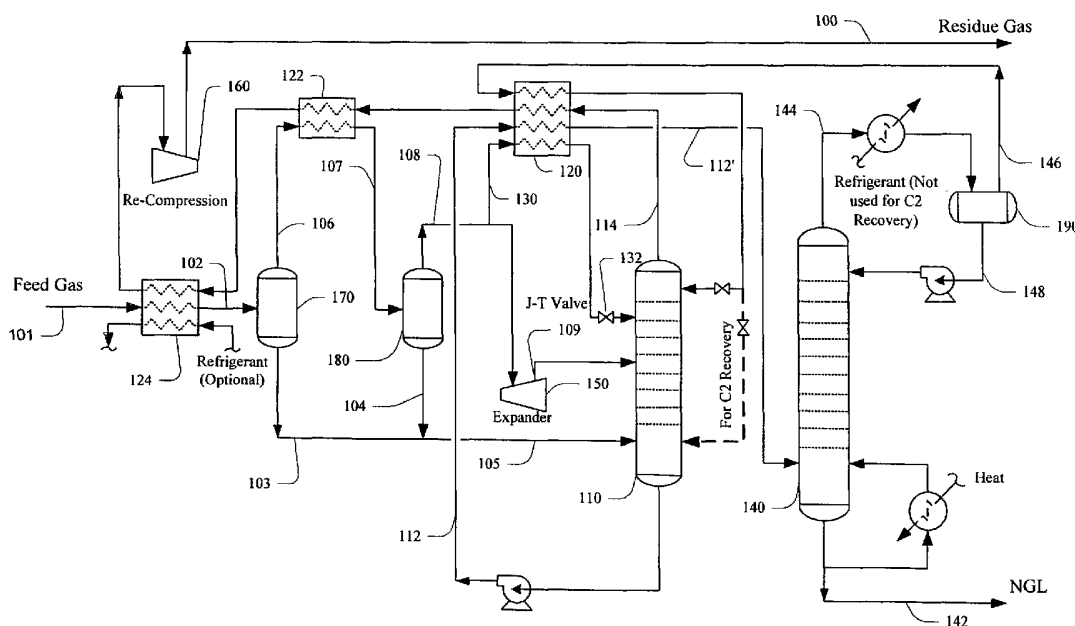 100
Residue Gas
160
122
144
108
107
112'
146
Re-Compression
120
Refrigerant (Not
used for C2
Recovery)
130
190
106
114
102
132
Feed Gas
148
J-T Valve
170
109
101
Refrigerant
(Optional)
180
124
104
150
For C2 Recovery
Expander
103
105
110
140
Heat
112
NGL
142